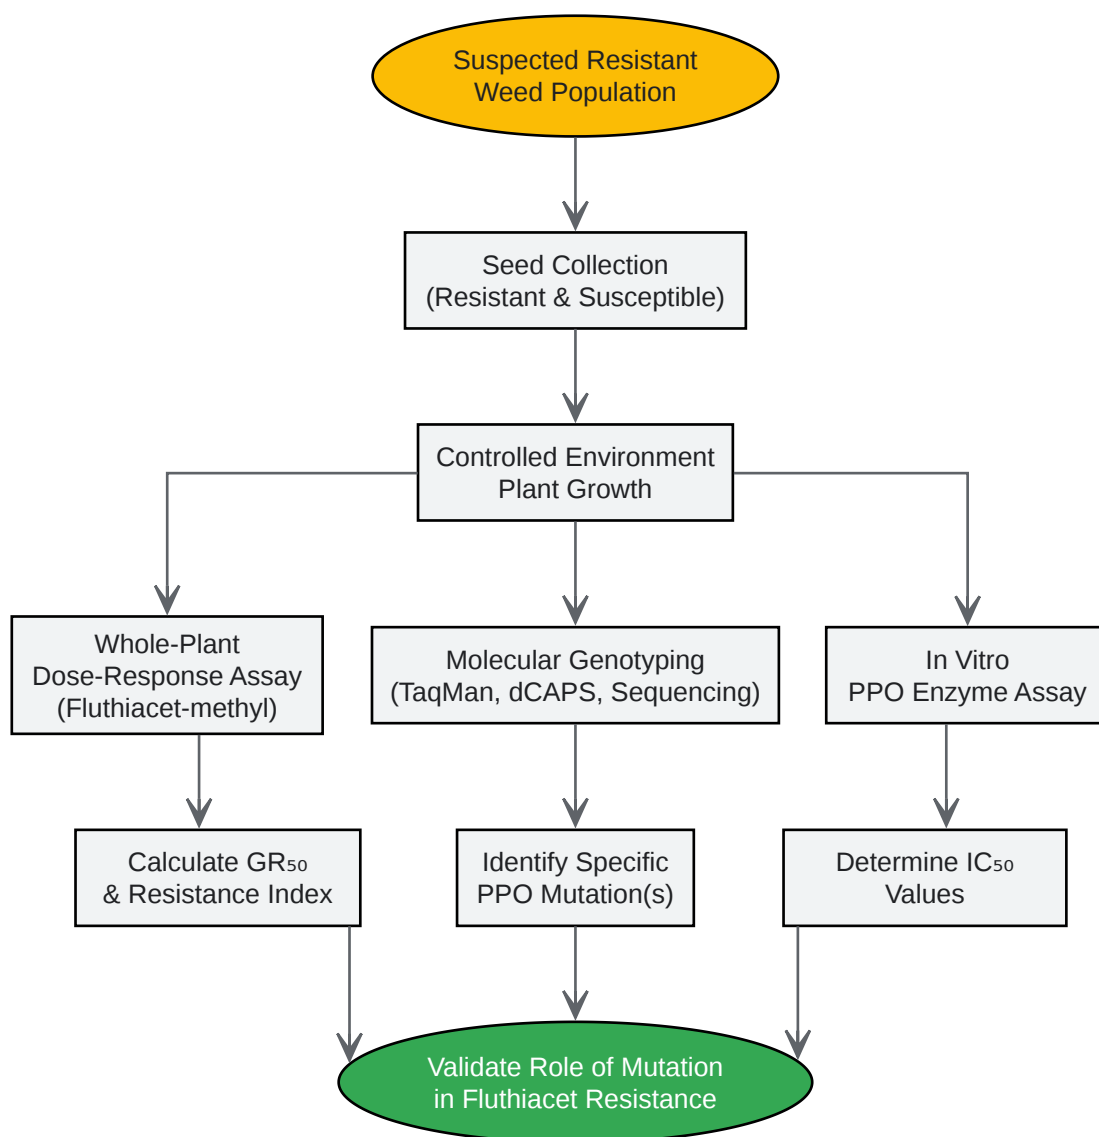 Suspected Resistant
Weed Population
Seed Collection
(Resistant & Susceptible)
Controlled Environment
Plant Growth
Whole-Plant
Dose-Response Assay
(Fluthiacet-methyl)
Molecular Genotyping
(TaqMan, dCAPS, Sequencing)
In Vitro
PPO Enzyme Assay
Calculate GR₅₀
& Resistance Index
Identify Specific
PPO Mutation(s)
Determine IC₅₀
Values
Validate Role of Mutation
in Fluthiacet Resistance